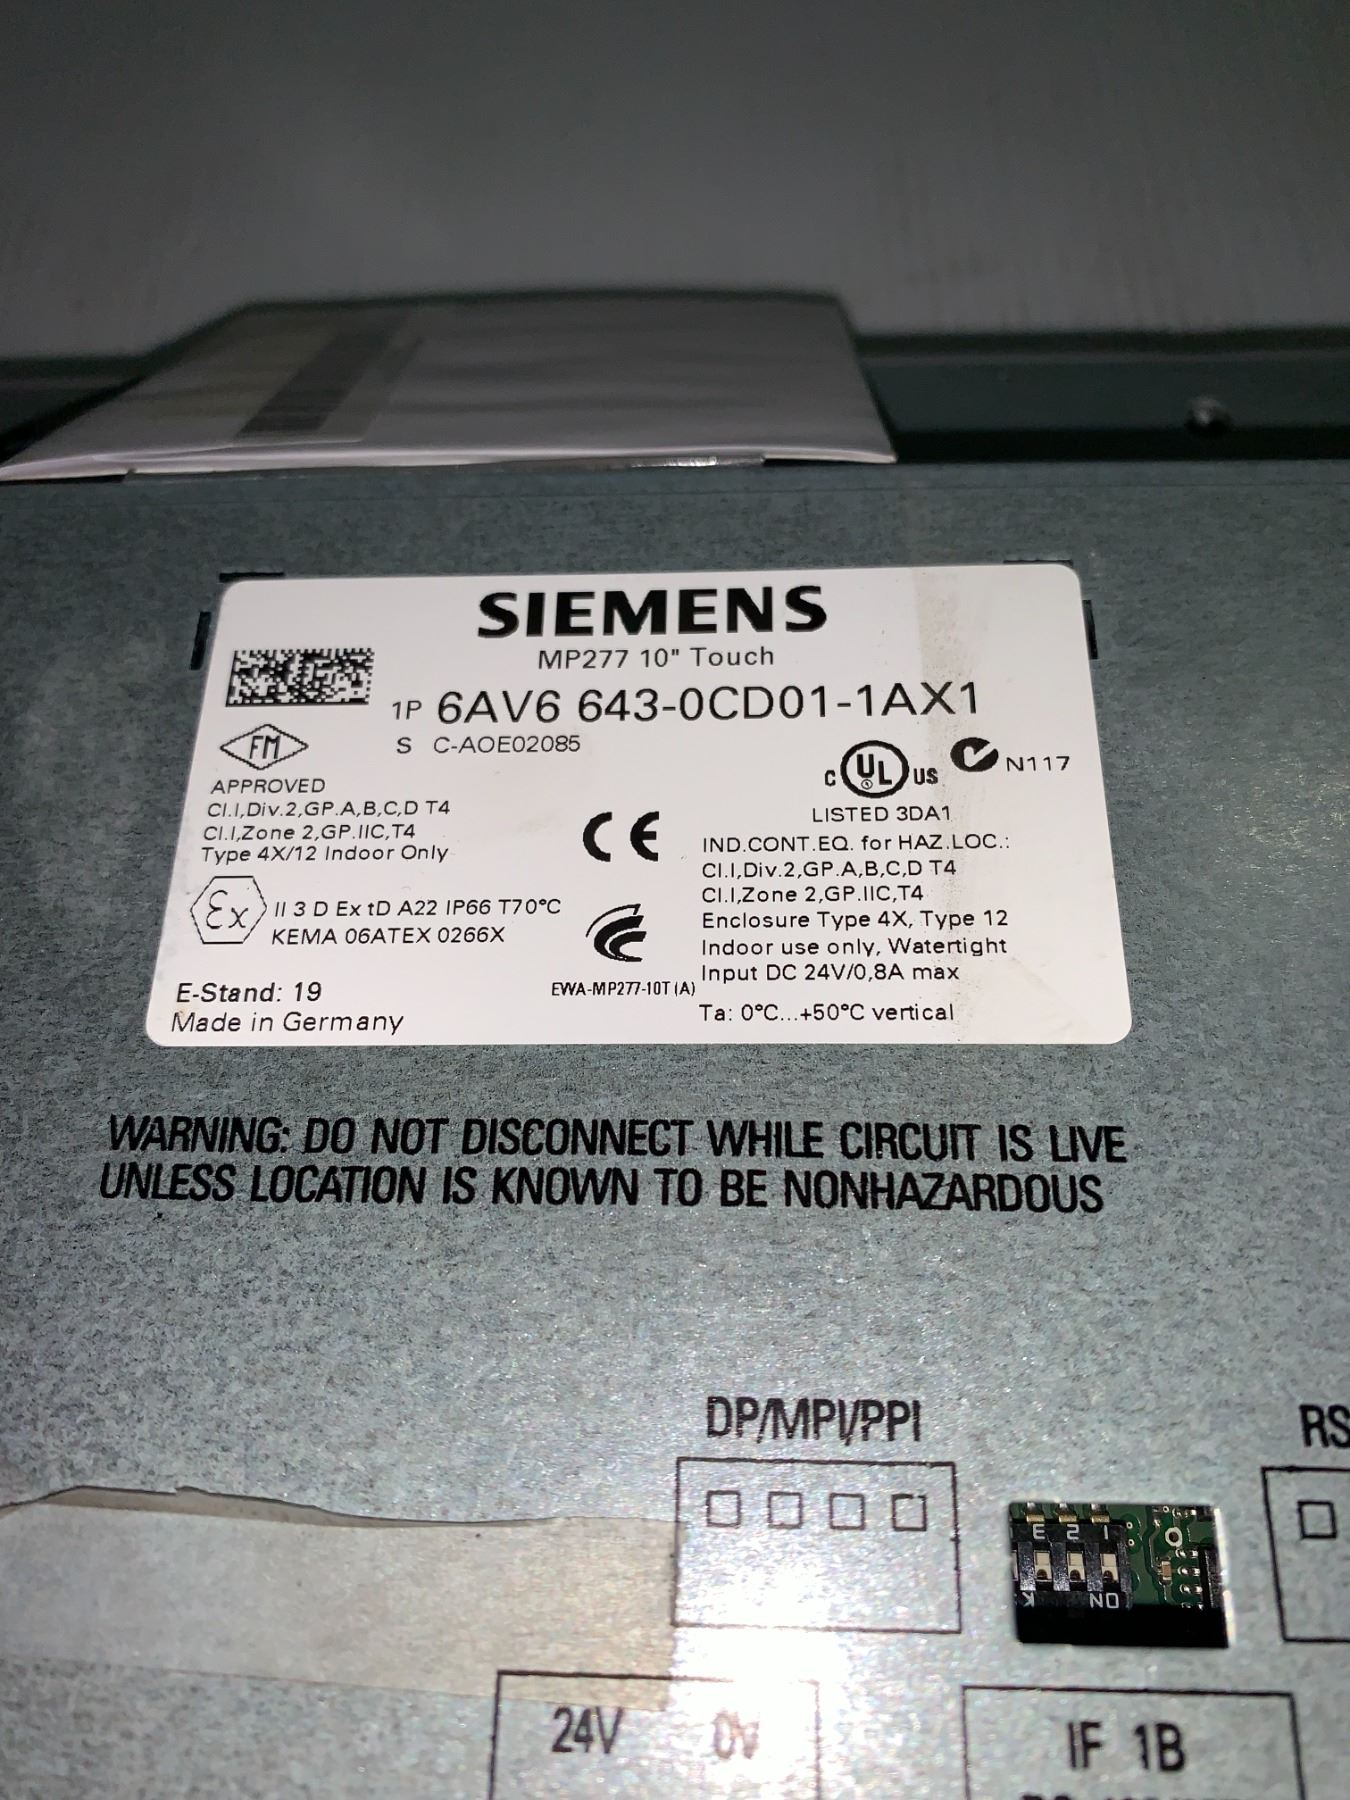 SIEMENS
MP277 10" Touch
1P 6AV6 643-0CD01-1AX1
S C-AOE02085
FM
APPROVED
Cl.I,Div.2,GP.A,B,C,D T4
Cl.I,Zone 2,GP.IIC,T4
Type 4X/12 Indoor Only
Ex II 3 D Ex tD A22 IP66 T70°C
KEMA 06ATEX 0266X
E-Stand: 19
Made in Germany
CE
EWA-MP277-10T (A)
C UL US N117
LISTED 3DA1
IND.CONT.EQ. for HAZ.LOC.:
Cl.I,Div.2,GP.A,B,C,D T4
Cl.I,Zone 2,GP.IIC,T4
Enclosure Type 4X, Type 12
Indoor use only, Watertight
Input DC 24V/0,8A max
Ta: 0°C...+50°C vertical
WARNING: DO NOT DISCONNECT WHILE CIRCUIT IS LIVE
UNLESS LOCATION IS KNOWN TO BE NONHAZARDOUS
DP/MPI/PPI
RS
3 2 1
K ON
24V 0V
IF 1B